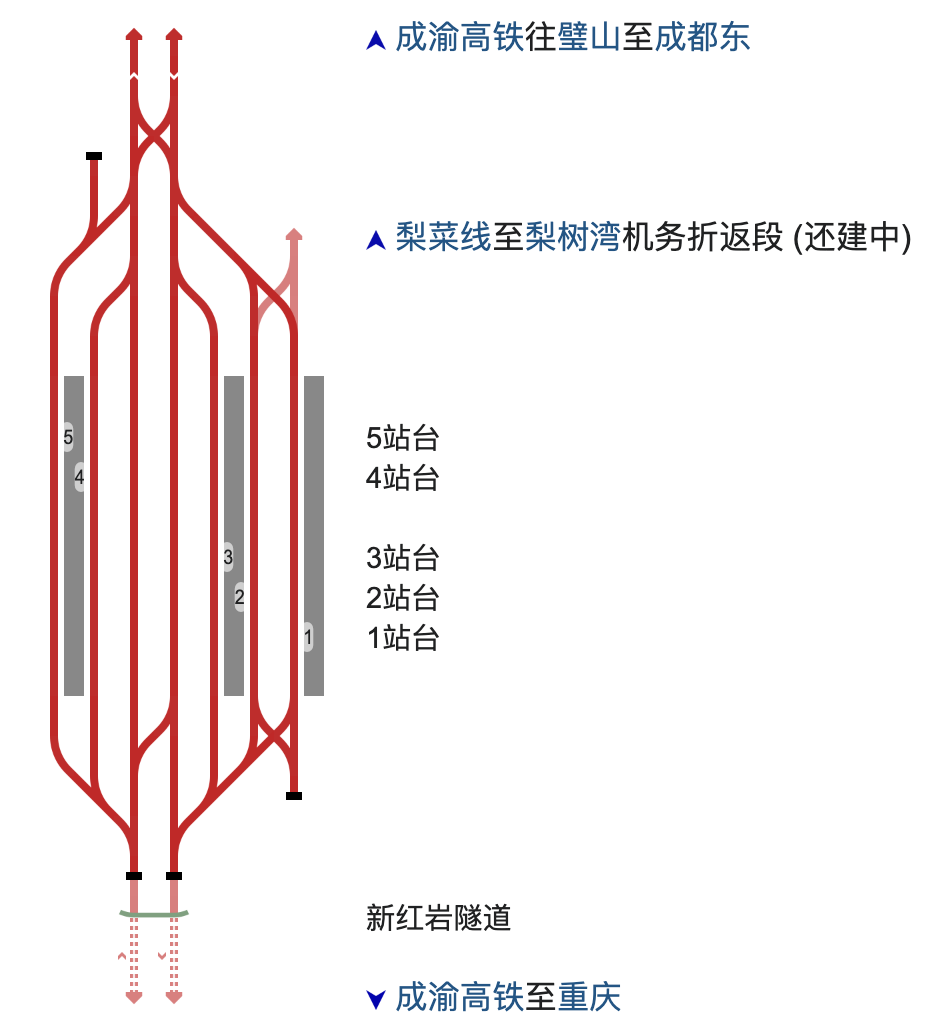 成渝高铁往璧山至成都东
梨菜线至梨树湾机务折返段 (还建中)
5
5站台
4
4站台
3
3站台
2
2站台
1
1站台
新红岩隧道
成渝高铁至重庆